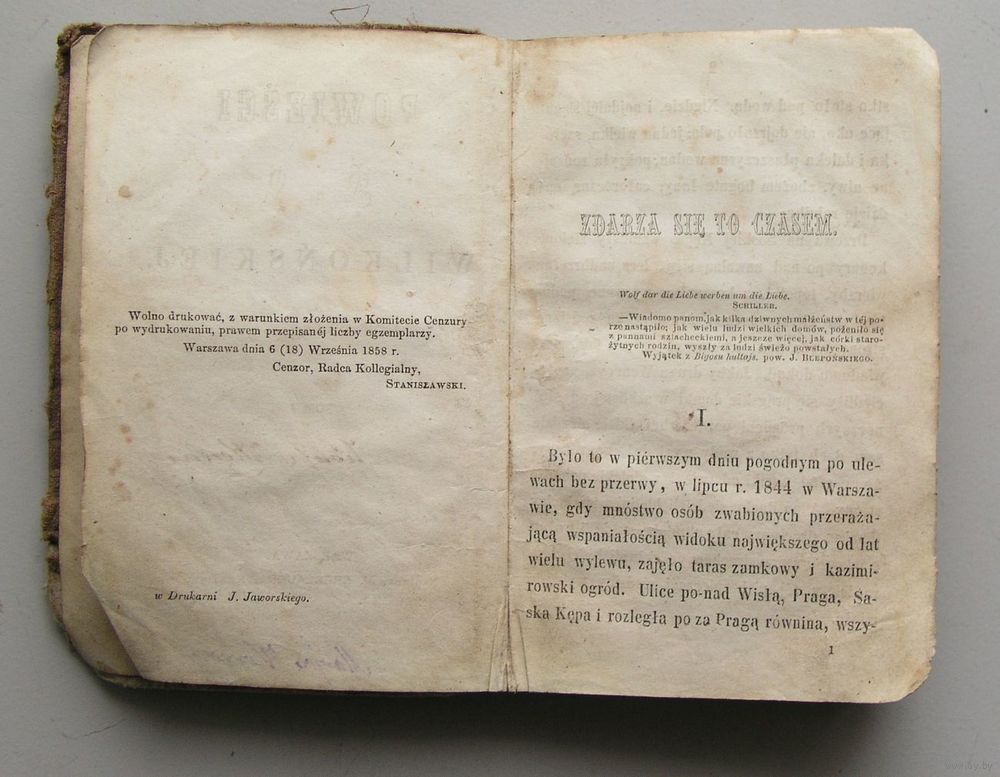 Wolno drukować, z warunkiem złożenia w Komitecie Cenzury
po wydrukowaniu, prawem przepisanéj liczby egzemplarzy.
Warszawa dnia 6 (18) Września 1858 r.
Cenzor, Radca Kollegialny,
STANISŁAWSKI.
w Drukarni J. Jaworskiego.
ZDARZA SIĘ TO CZASEM.
Wolf dar die Liebe werben um die Liebe.
SCHILLER.
—Wiadomo panom jak kilka dziwnych małżeństw w téj po-
rze nastąpiło; jak wielu ludzi wielkich domów, pożeniło się
z pannami szlacheckiemi, a jeszcze więcej, jak córki staro-
żytnych rodzin, wyszły za ludzi świeżo powstałych.
Wyjątek z Bigosu hultajs. pow. J. BLEPOŃSKIEGO.
I.
Było to w piérwszym dniu pogodnym po ule-
wach bez przerwy, w lipcu r. 1844 w Warsza-
wie, gdy mnóstwo osób zwabionych przeraża-
jącą wspaniałością widoku największego od lat
wielu wylewu, zajęło taras zamkowy i kazimi-
rowski ogród. Ulice po-nad Wisłą, Praga, Sa-
ska Kępa i rozległa po za Pragą równina, wszy-
1